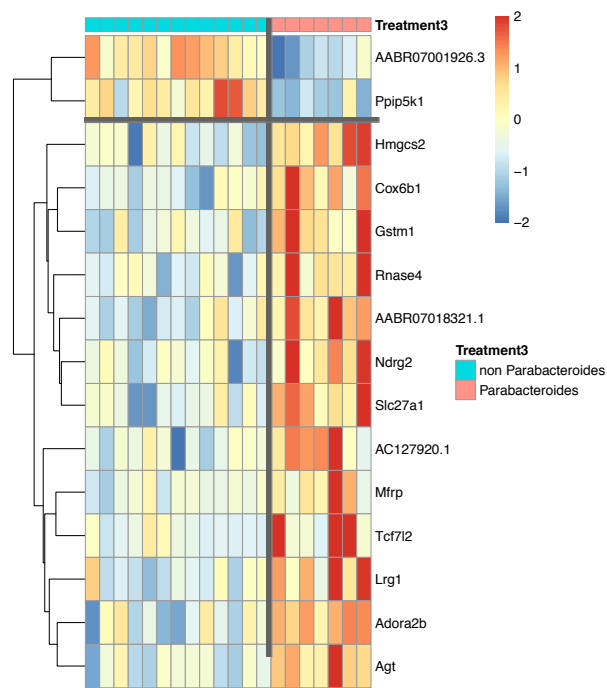 Treatment3
2
1
0
−1
−2
AABR07001926.3
Ppip5k1
Hmgcs2
Cox6b1
Gstm1
Rnase4
AABR07018321.1
Ndrg2
Slc27a1
AC127920.1
Mfrp
Tcf7l2
Lrg1
Adora2b
Agt
Treatment3
non Parabacteroides
Parabacteroides